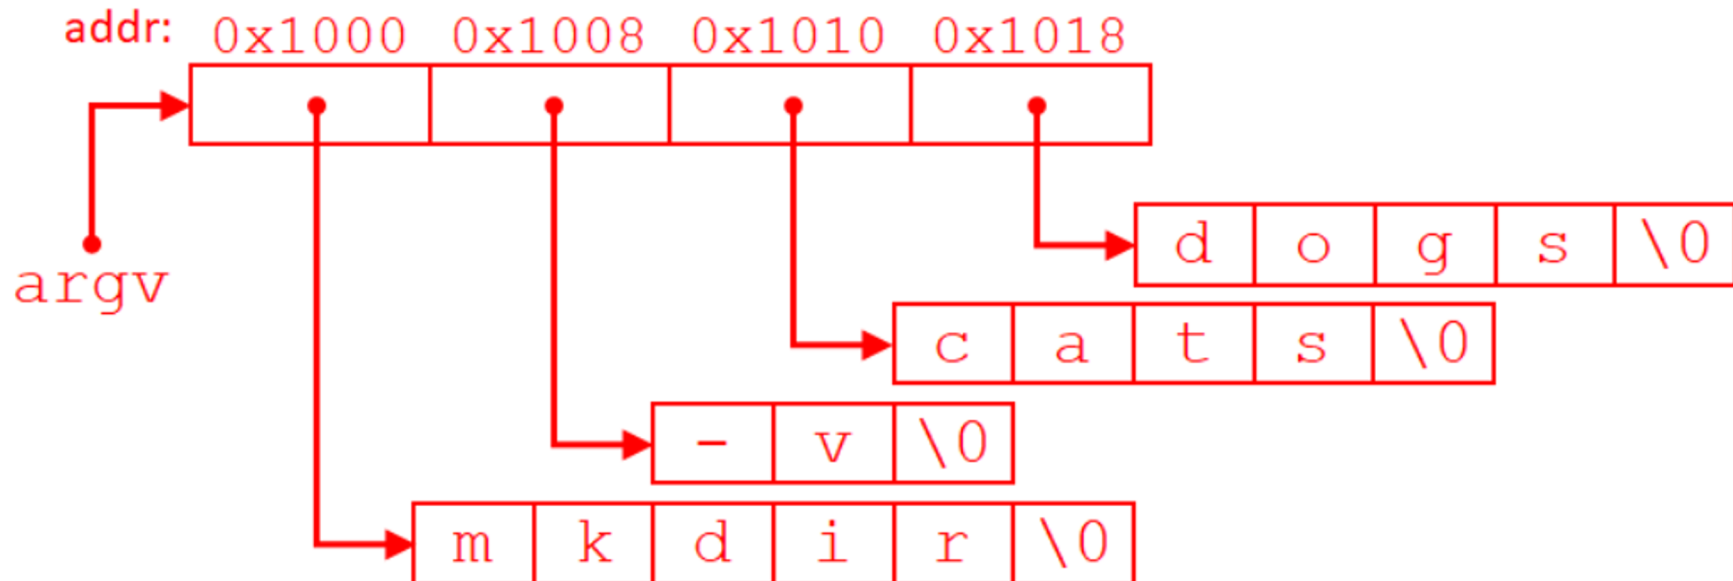 addr: 0x1000 0x1008 0x1010 0x1018
d o g s \0
argv
c a t s \0
- v \0
m k d i r \0